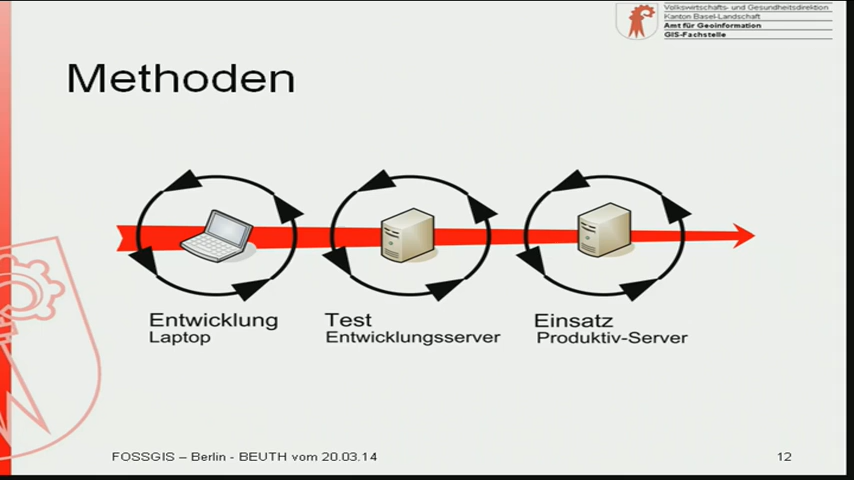 Volkswirtschafts- und Gesundheitsdirektion
Kanton Basel-Landschaft
Amt für Geoinformation
GIS-Fachstelle
Methoden
Entwicklung
Laptop
Test
Entwicklungsserver
Einsatz
Produktiv-Server
FOSSGIS – Berlin - BEUTH vom 20.03.14
12